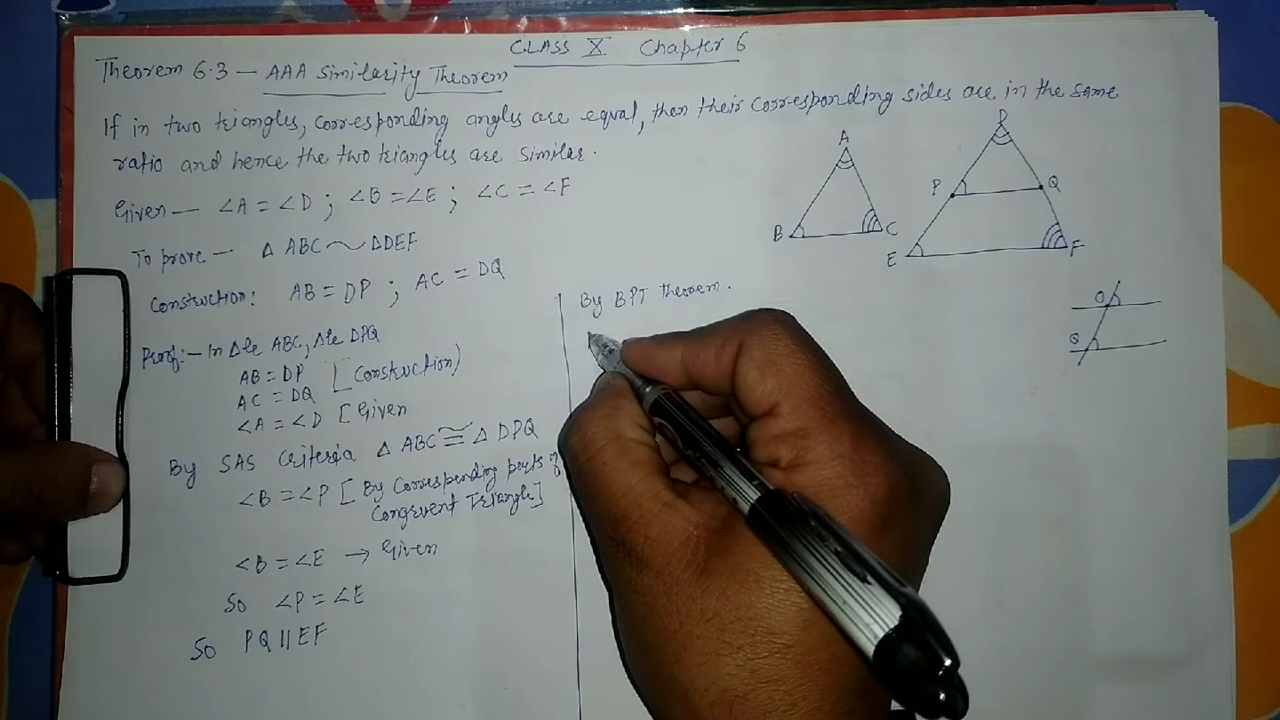 CLASS X Chapter 6
Theorem 6.3 — AAA Similarity Theorem
If in two triangles, corresponding angles are equal, then their corresponding sides are in the same
ratio and hence the two triangles are similar.
Given — ∠A = ∠D ; ∠B = ∠E ; ∠C = ∠F
To prove — △ ABC ~ △DEF
Construction: AB = DP ; AC = DQ
Proof:- In △le ABC, △le DPQ
AB = DP [Construction)
AC = DQ
∠A = ∠D [Given
By SAS Criteria △ ABC ≅ △ DPQ
∠B = ∠P [By Corresponding parts of
Congruent Triangle]
∠B = ∠E → Given
So ∠P = ∠E
So PQ || EF
By BPT Theorem.
A
B C
D
P Q
E F